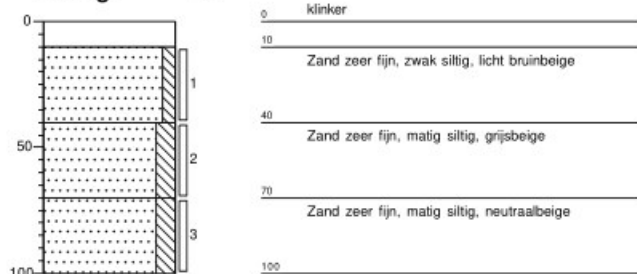 0
50
100
1
2
3
klinker
0
10
Zand zeer fijn, zwak siltig, licht bruinbeige
40
Zand zeer fijn, matig siltig, grijsbeige
70
Zand zeer fijn, matig siltig, neutraalbeige
100